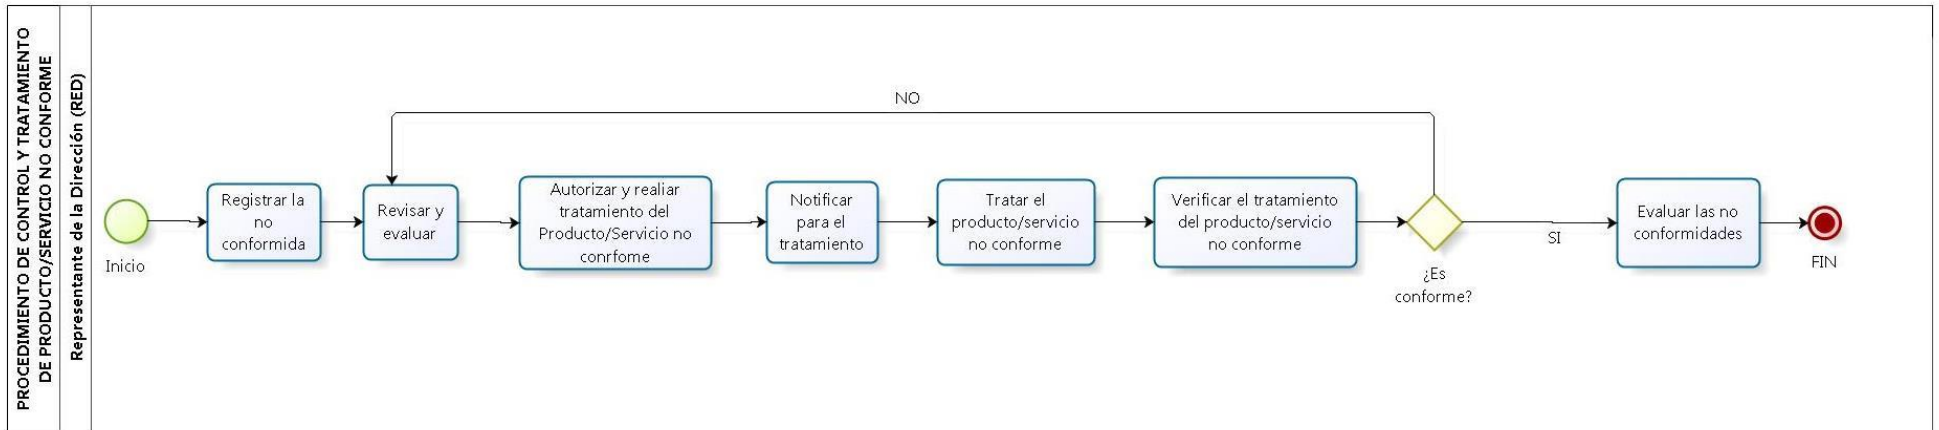 PROCEDIMIENTO DE CONTROL Y TRATAMIENTO
DE PRODUCTO/SERVICIO NO CONFORME
Representante de la Dirección (RED)
Inicio
Registrar la
no
conformida
Revisar y
evaluar
Autorizar y realiar
tratamiento del
Producto/Servicio no
conrfome
Notificar
para el
tratamiento
Tratar el
producto/servicio
no conforme
Verificar el tratamiento
del producto/servicio
no conforme
¿Es
conforme?
NO
SI
Evaluar las no
conformidades
FIN